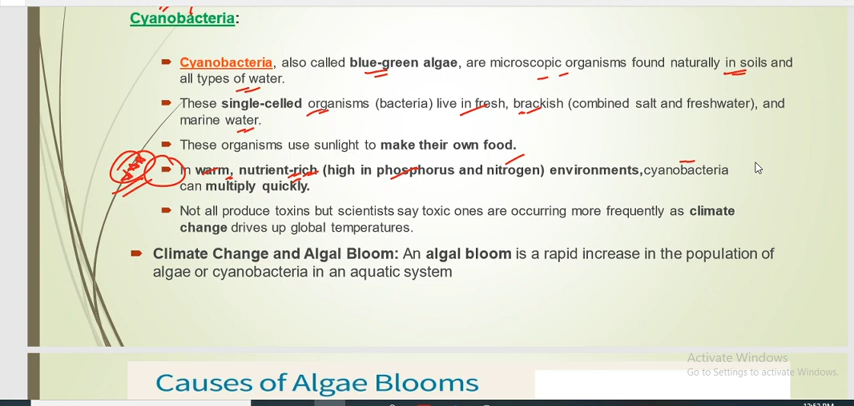 Cyanobacteria:
Cyanobacteria, also called blue-green algae, are microscopic organisms found naturally in soils and
all types of water.
These single-celled organisms (bacteria) live in fresh, brackish (combined salt and freshwater), and
marine water.
These organisms use sunlight to make their own food.
In warm, nutrient-rich (high in phosphorus and nitrogen) environments,cyanobacteria
can multiply quickly.
Not all produce toxins but scientists say toxic ones are occurring more frequently as climate
change drives up global temperatures.
Climate Change and Algal Bloom: An algal bloom is a rapid increase in the population of
algae or cyanobacteria in an aquatic system
Activate Windows
Go to Settings to activate Windows.
Causes of Algae Blooms